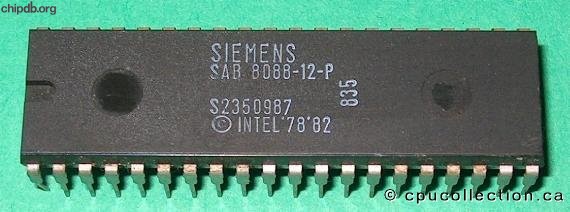 chipdb.org
SIEMENS
SAB 8088-12-P
835
S2350987
© INTEL '78 '82
© cpucollection.ca